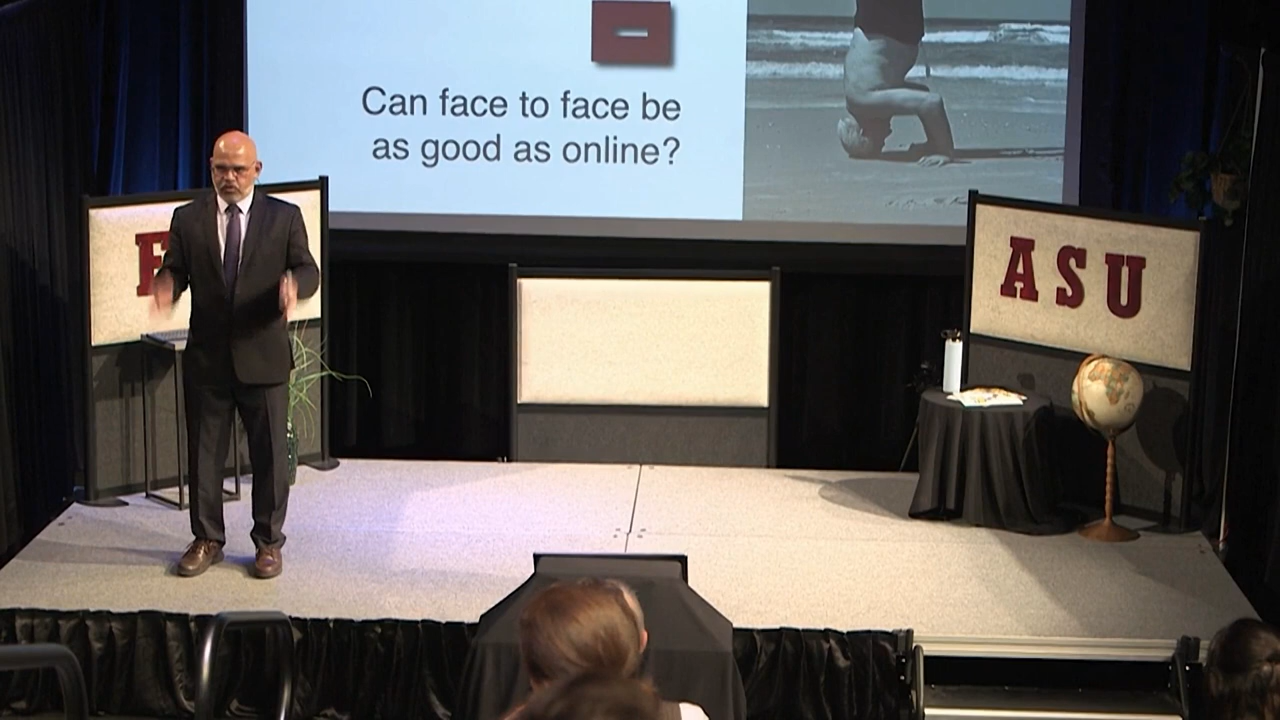 Can face to face be
as good as online?
ASU